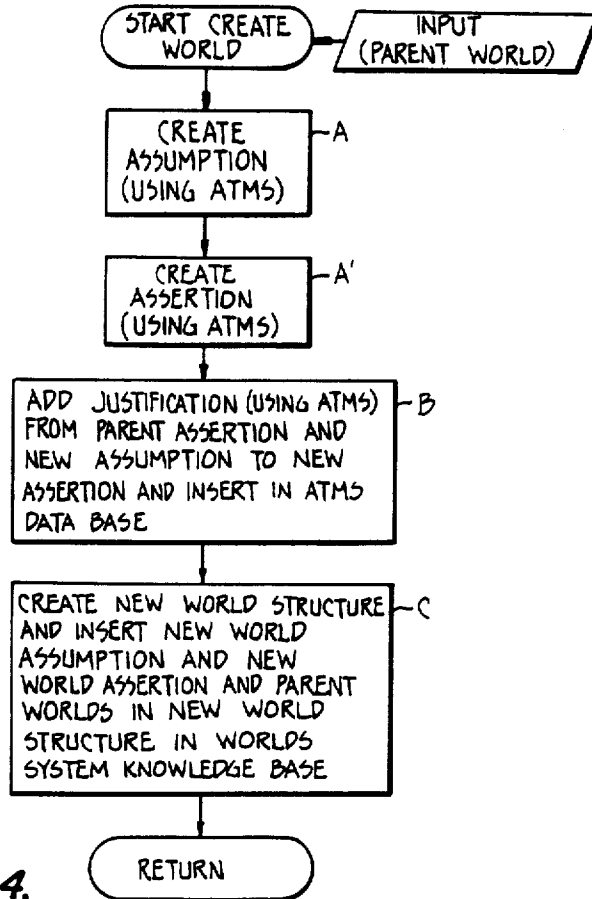 START CREATE
WORLD
INPUT
(PARENT WORLD)
CREATE
ASSUMPTION
(USING ATMS)
A
CREATE
ASSERTION
(USING ATMS)
A'
ADD JUSTIFICATION (USING ATMS)
FROM PARENT ASSERTION AND
NEW ASSUMPTION TO NEW
ASSERTION AND INSERT IN ATMS
DATA BASE
B
CREATE NEW WORLD STRUCTURE
AND INSERT NEW WORLD
ASSUMPTION AND NEW
WORLD ASSERTION AND PARENT
WORLDS IN NEW WORLD
STRUCTURE IN WORLDS
SYSTEM KNOWLEDGE BASE
C
RETURN
4.